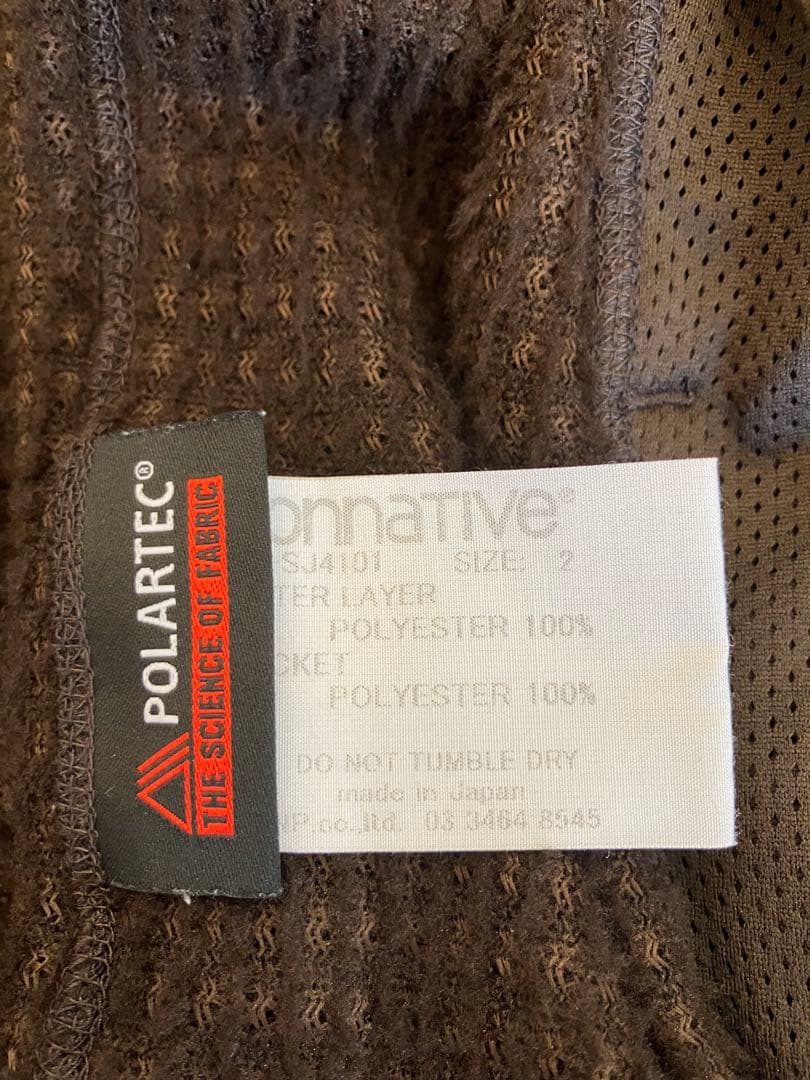 POLARTEC®
THE SCIENCE OF FABRIC
onnaTIVe®
SJ4101 SIZE: 2
TER LAYER
POLYESTER 100%
CKET
POLYESTER 100%
DO NOT TUMBLE DRY
made in Japan
NP.co.,ltd. 03 3464 8545